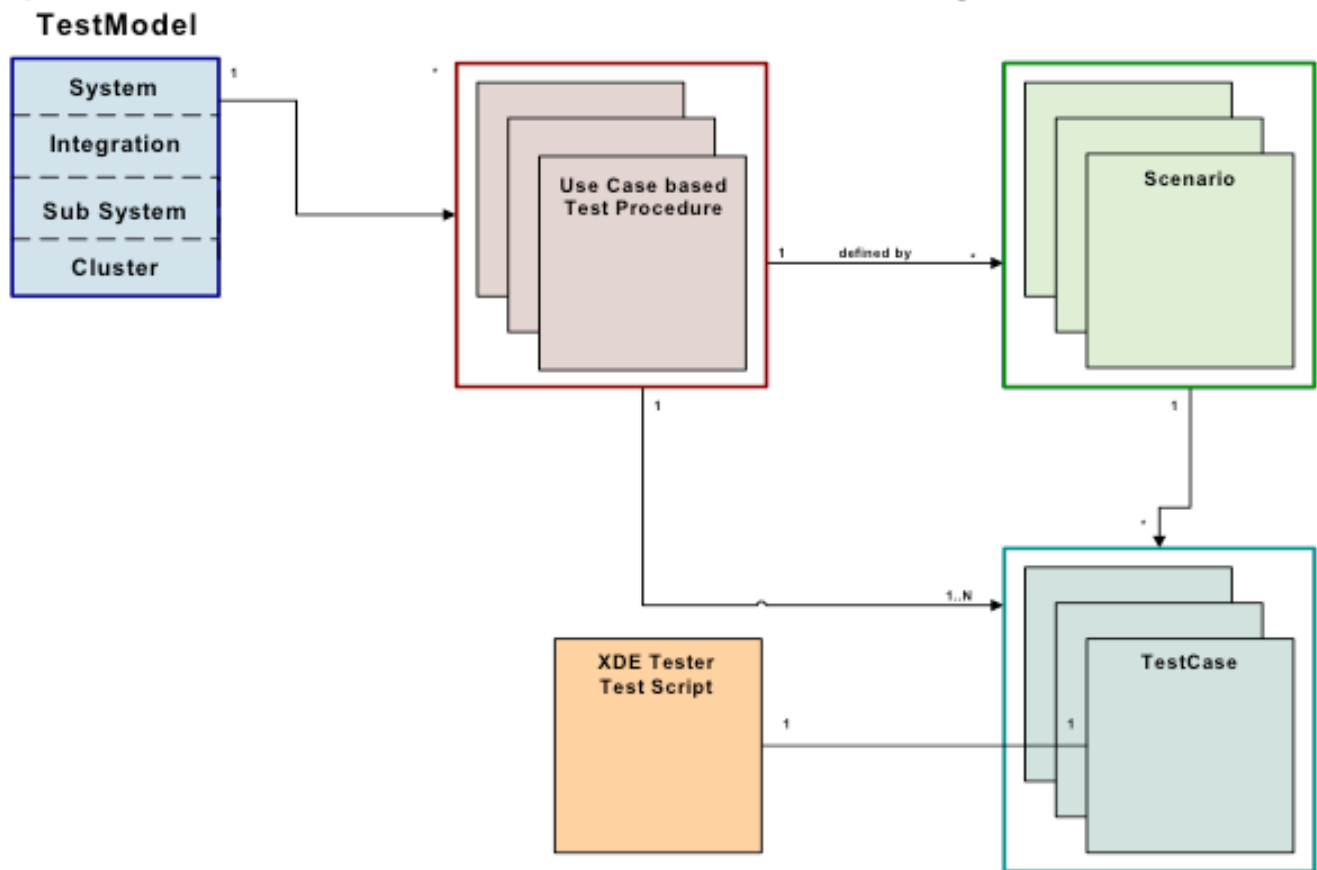 TestModel
System
Integration
Sub System
Cluster
1
*
Use Case based
Test Procedure
1
defined by
*
Scenario
1
1
*
1..N
XDE Tester
Test Script
1
1
TestCase